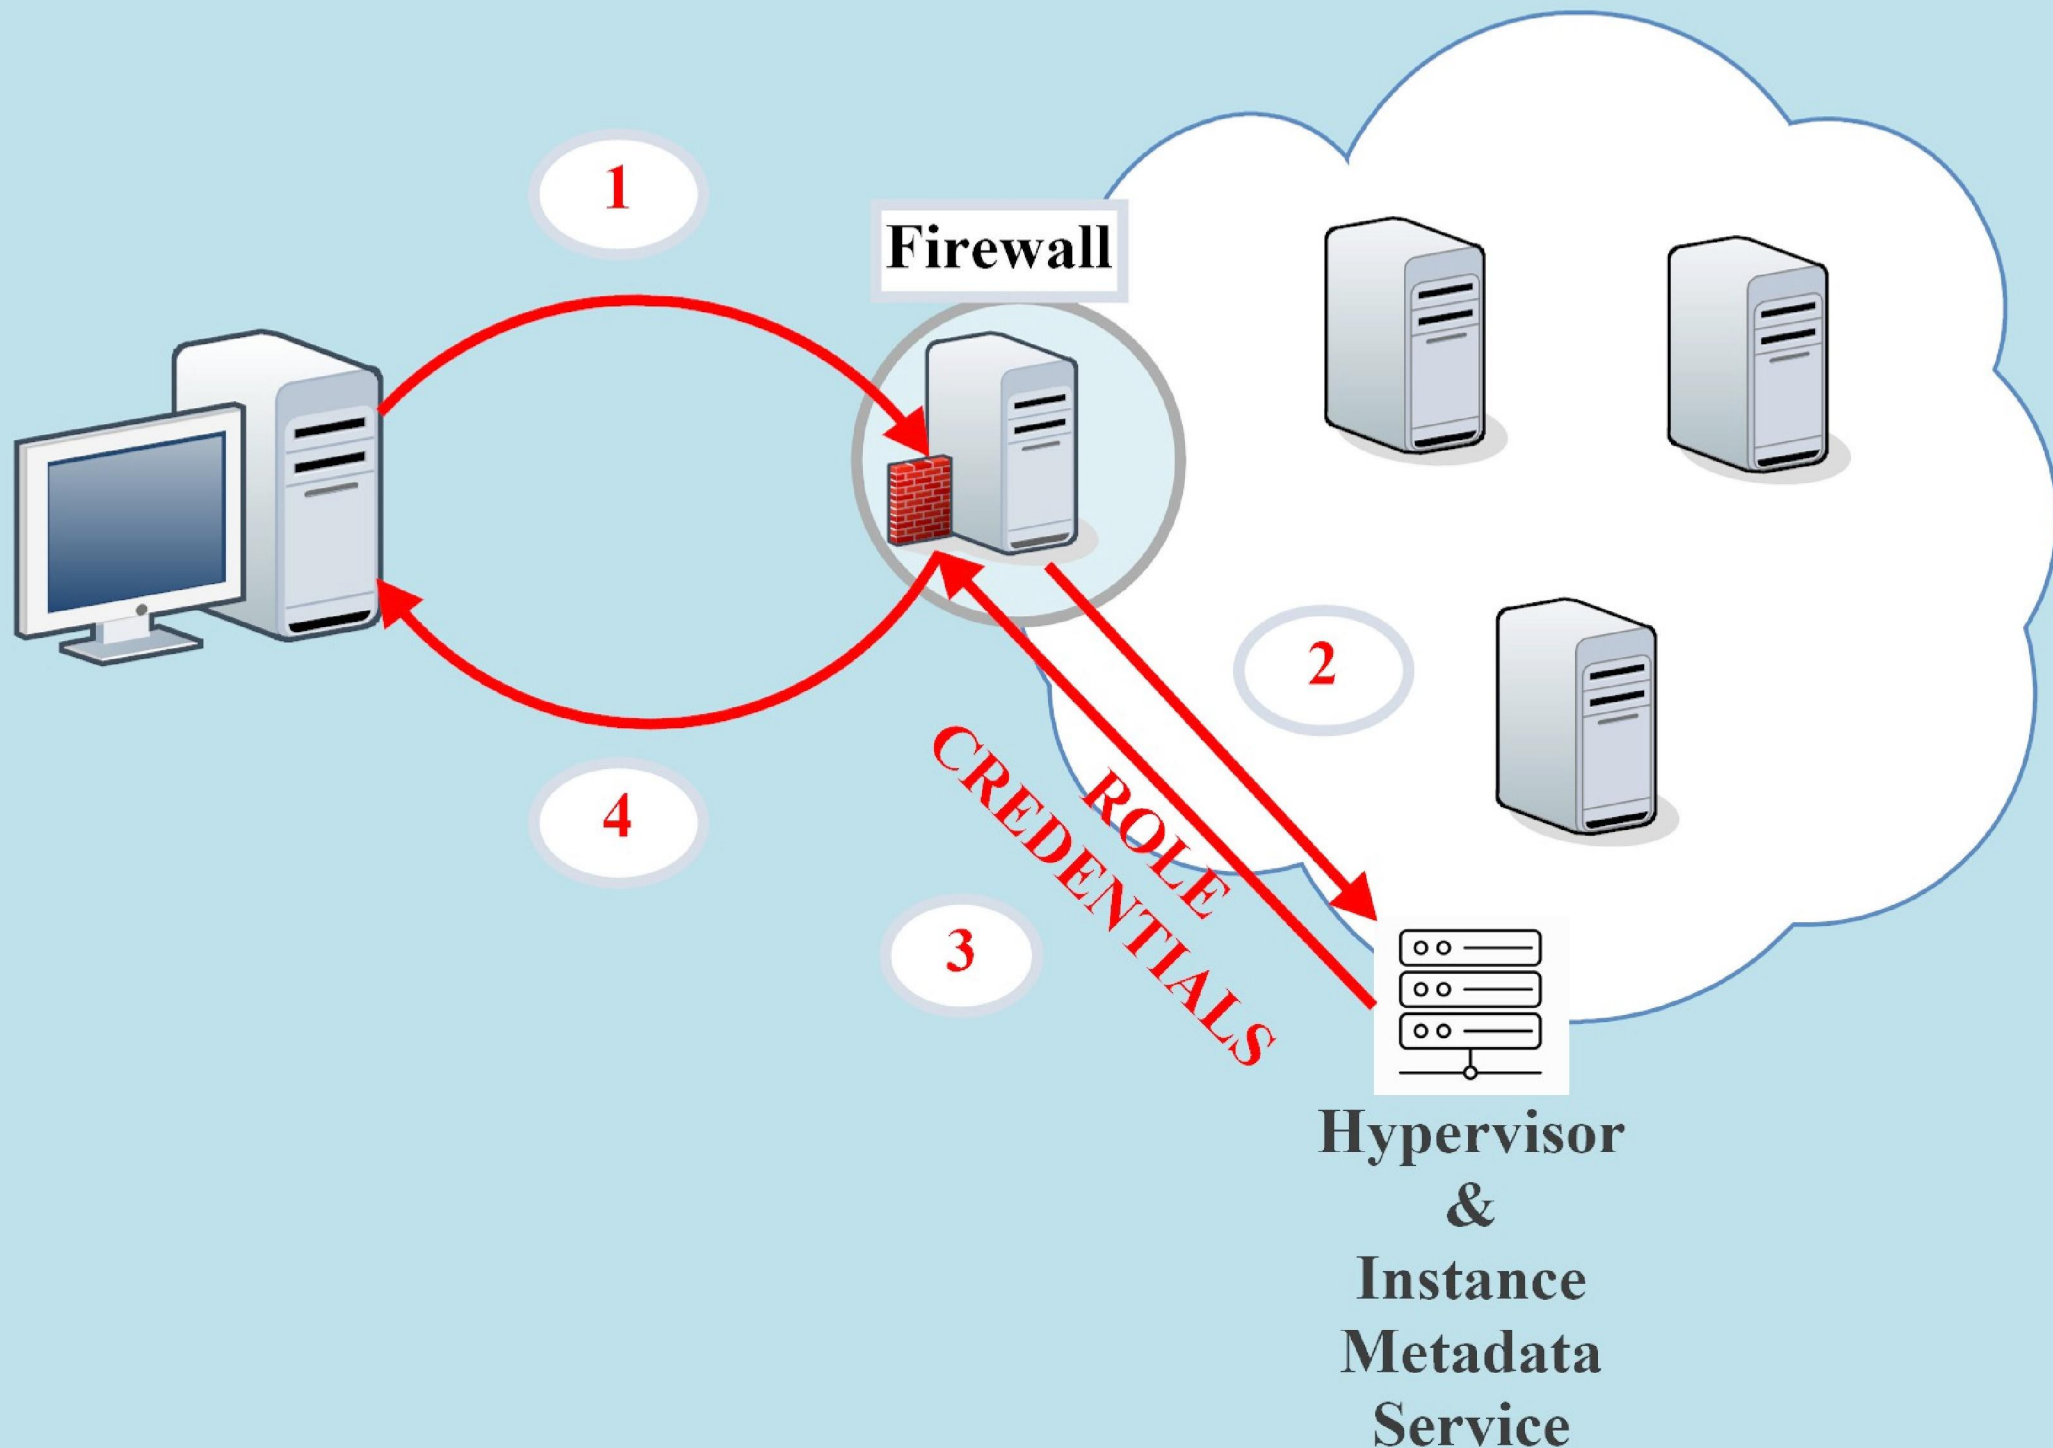 1
Firewall
2
ROLE
CREDENTIALS
4
3
Hypervisor
&
Instance
Metadata
Service